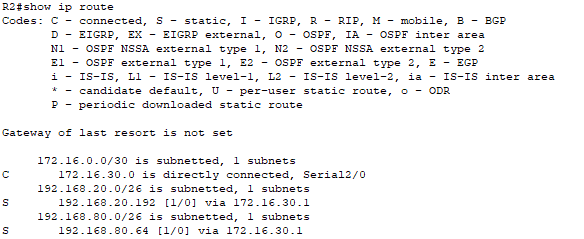 R2#show ip route
Codes: C - connected, S - static, I - IGRP, R - RIP, M - mobile, B - BGP
       D - EIGRP, EX - EIGRP external, O - OSPF, IA - OSPF inter area
       N1 - OSPF NSSA external type 1, N2 - OSPF NSSA external type 2
       E1 - OSPF external type 1, E2 - OSPF external type 2, E - EGP
       i - IS-IS, L1 - IS-IS level-1, L2 - IS-IS level-2, ia - IS-IS inter area
       * - candidate default, U - per-user static route, o - ODR
       P - periodic downloaded static route

Gateway of last resort is not set

     172.16.0.0/30 is subnetted, 1 subnets
C       172.16.30.0 is directly connected, Serial2/0
     192.168.20.0/26 is subnetted, 1 subnets
S       192.168.20.192 [1/0] via 172.16.30.1
     192.168.80.0/26 is subnetted, 1 subnets
S       192.168.80.64 [1/0] via 172.16.30.1